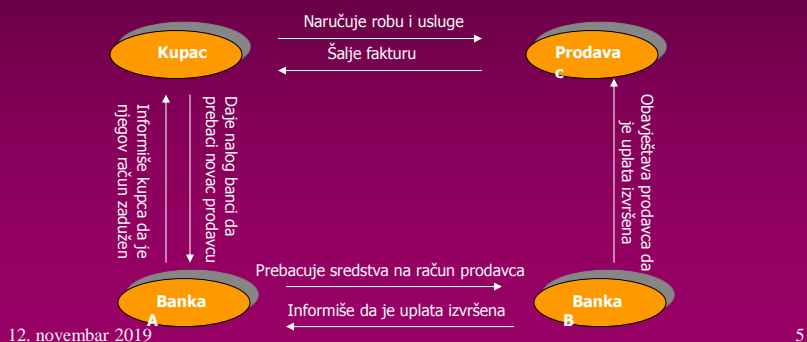 Naručuje robu i usluge
Kupac
Šalje fakturu
Prodava
c
Informiše kupca da je
njegov račun zadužen
Daje nalog banci da
prebaci novac prodavcu
Obavještava prodavca da
je uplata izvršena
Prebacuje sredstva na račun prodavca
Banka
A
Informiše da je uplata izvršena
Banka
B
12. novembar 2019
5